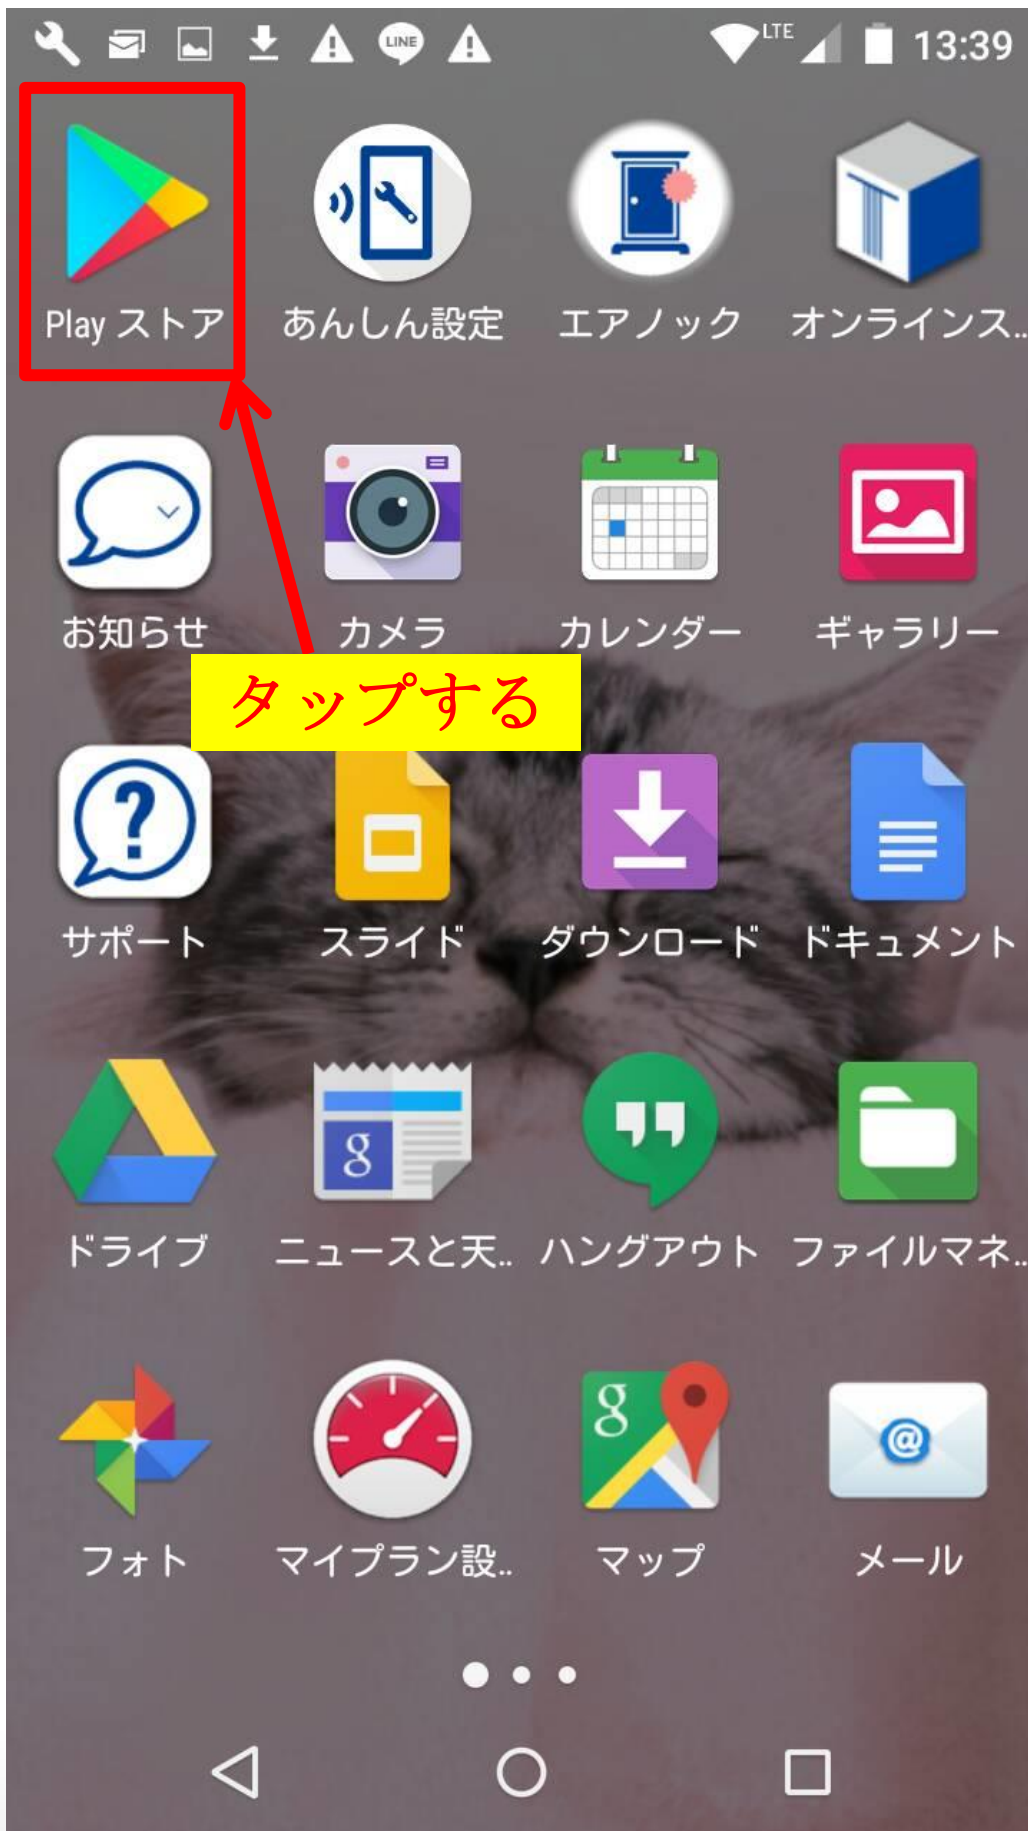 LINE
LTE
13:39
Play ストア
あんしん設定
エアノック
オンラインス..
お知らせ
カメラ
カレンダー
ギャラリー
タップする
?
サポート
スライド
ダウンロード
ドキュメント
g
ドライブ
ニュースと天..
ハングアウト
ファイルマネ..
g
@
フォト
マイプラン設..
マップ
メール